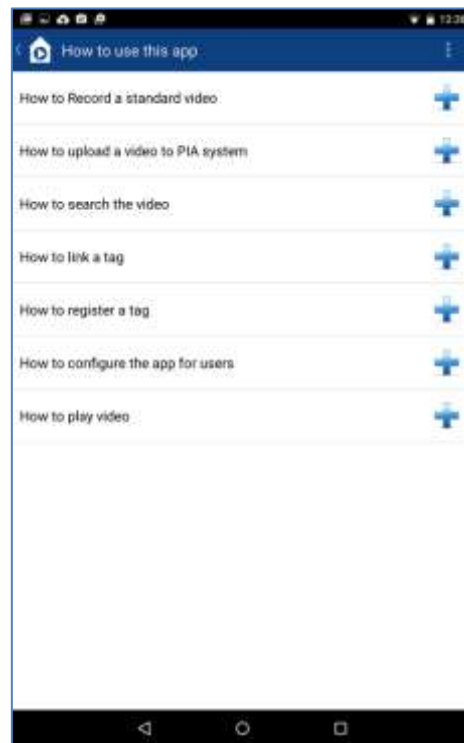 12:38
How to use this app
How to Record a standard video
How to upload a video to PIA system
How to search the video
How to link a tag
How to register a tag
How to configure the app for users
How to play video